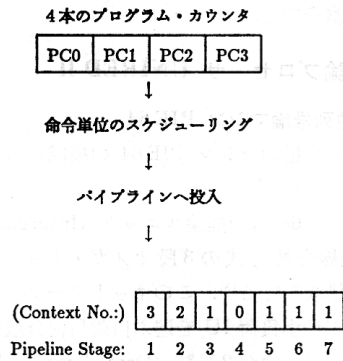 4本のプログラム・カウンタ
PC0 PC1 PC2 PC3
↓
命令単位のスケジューリング
↓
パイプラインへ投入
↓
(Context No.:) 3 2 1 0 1 1 1
Pipeline Stage: 1 2 3 4 5 6 7